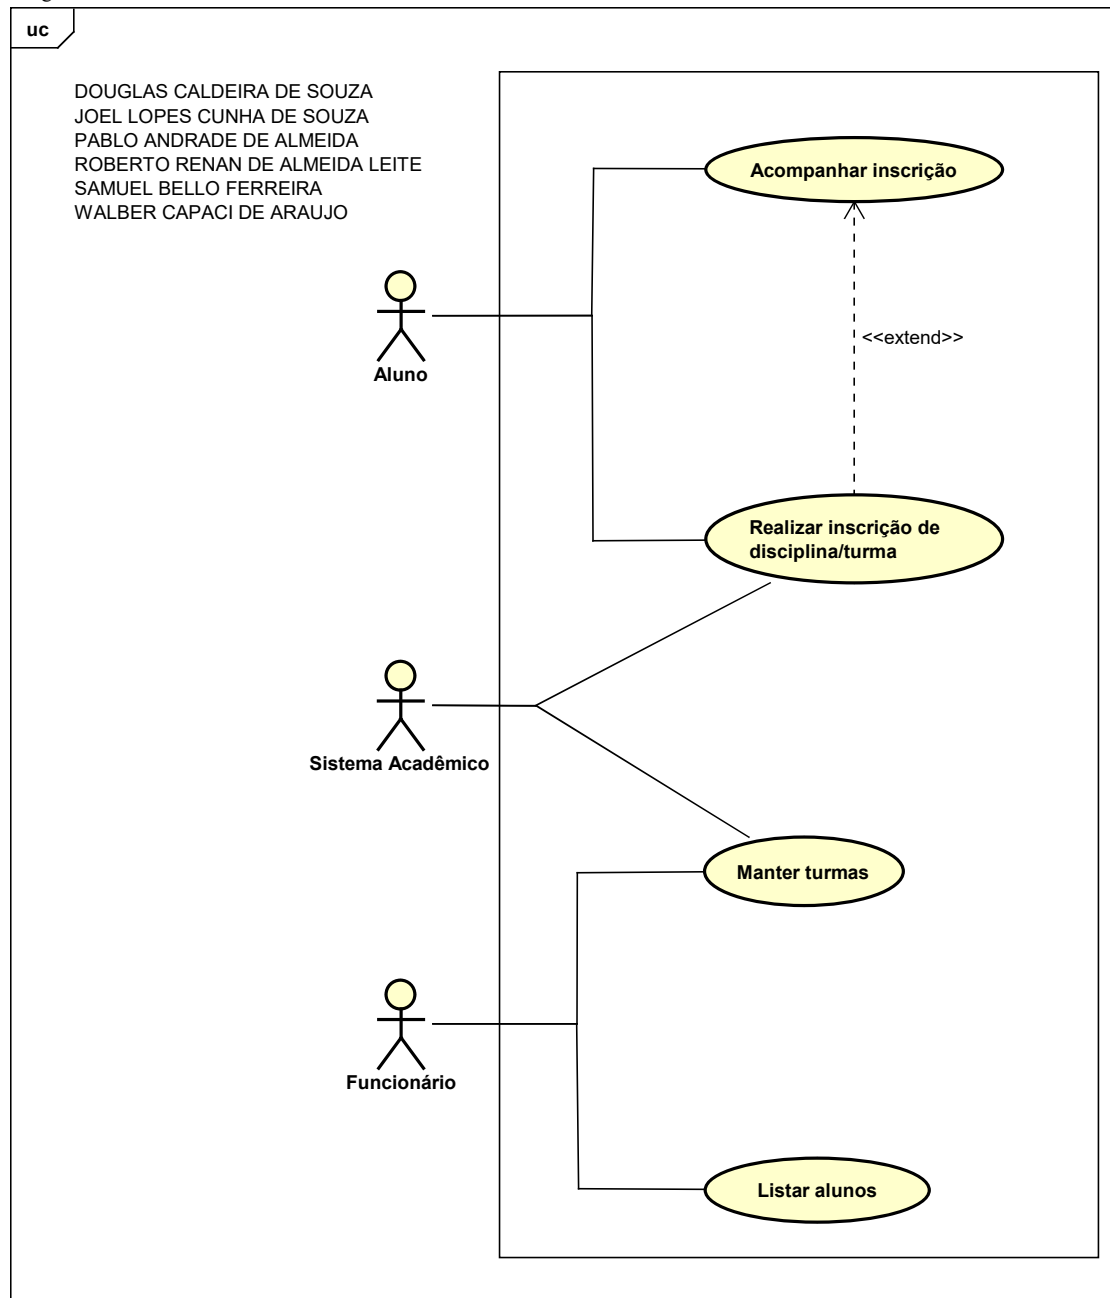 uc
DOUGLAS CALDEIRA DE SOUZA
JOEL LOPES CUNHA DE SOUZA
PABLO ANDRADE DE ALMEIDA
ROBERTO RENAN DE ALMEIDA LEITE
SAMUEL BELLO FERREIRA
WALBER CAPACI DE ARAUJO
Acompanhar inscrição
<<extend>>
Aluno
Realizar inscrição de
disciplina/turma
Sistema Acadêmico
Manter turmas
Funcionário
Listar alunos